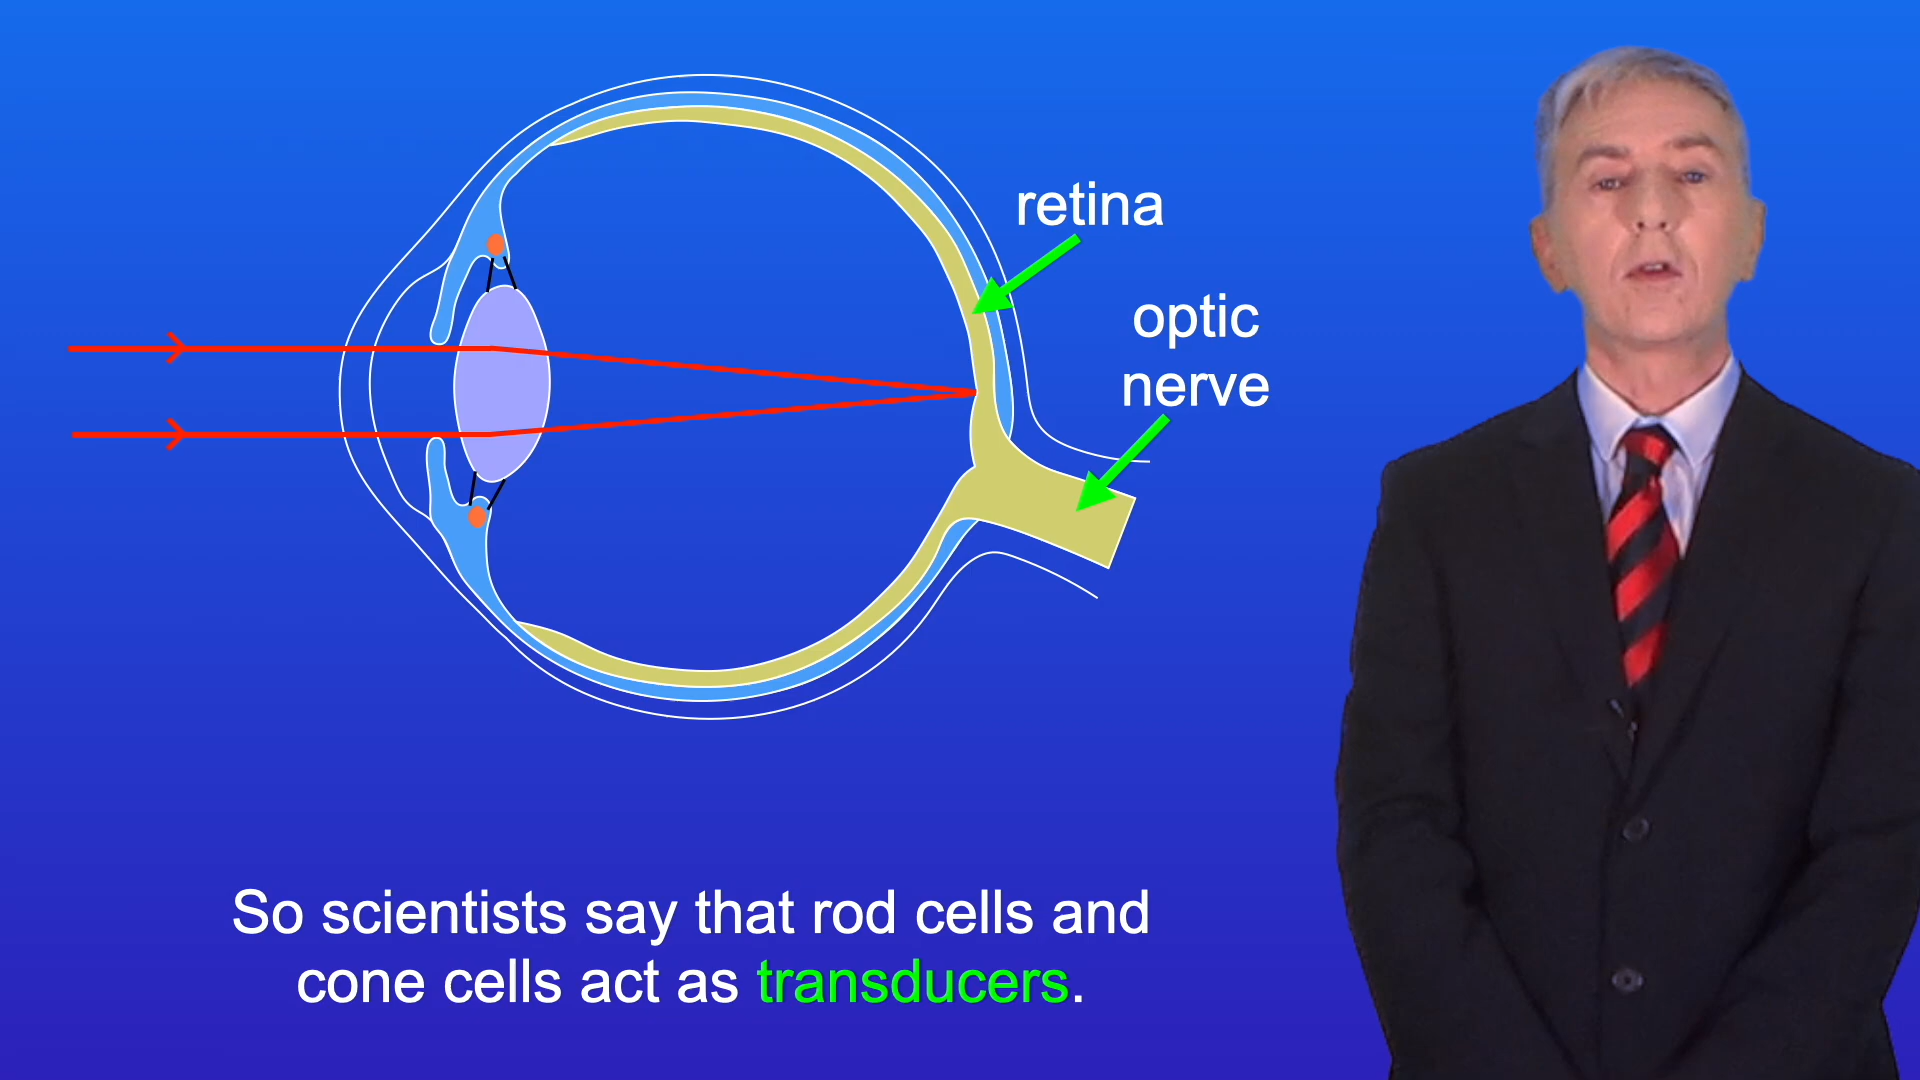 retina
optic
nerve
So scientists say that rod cells and
cone cells act as transducers.